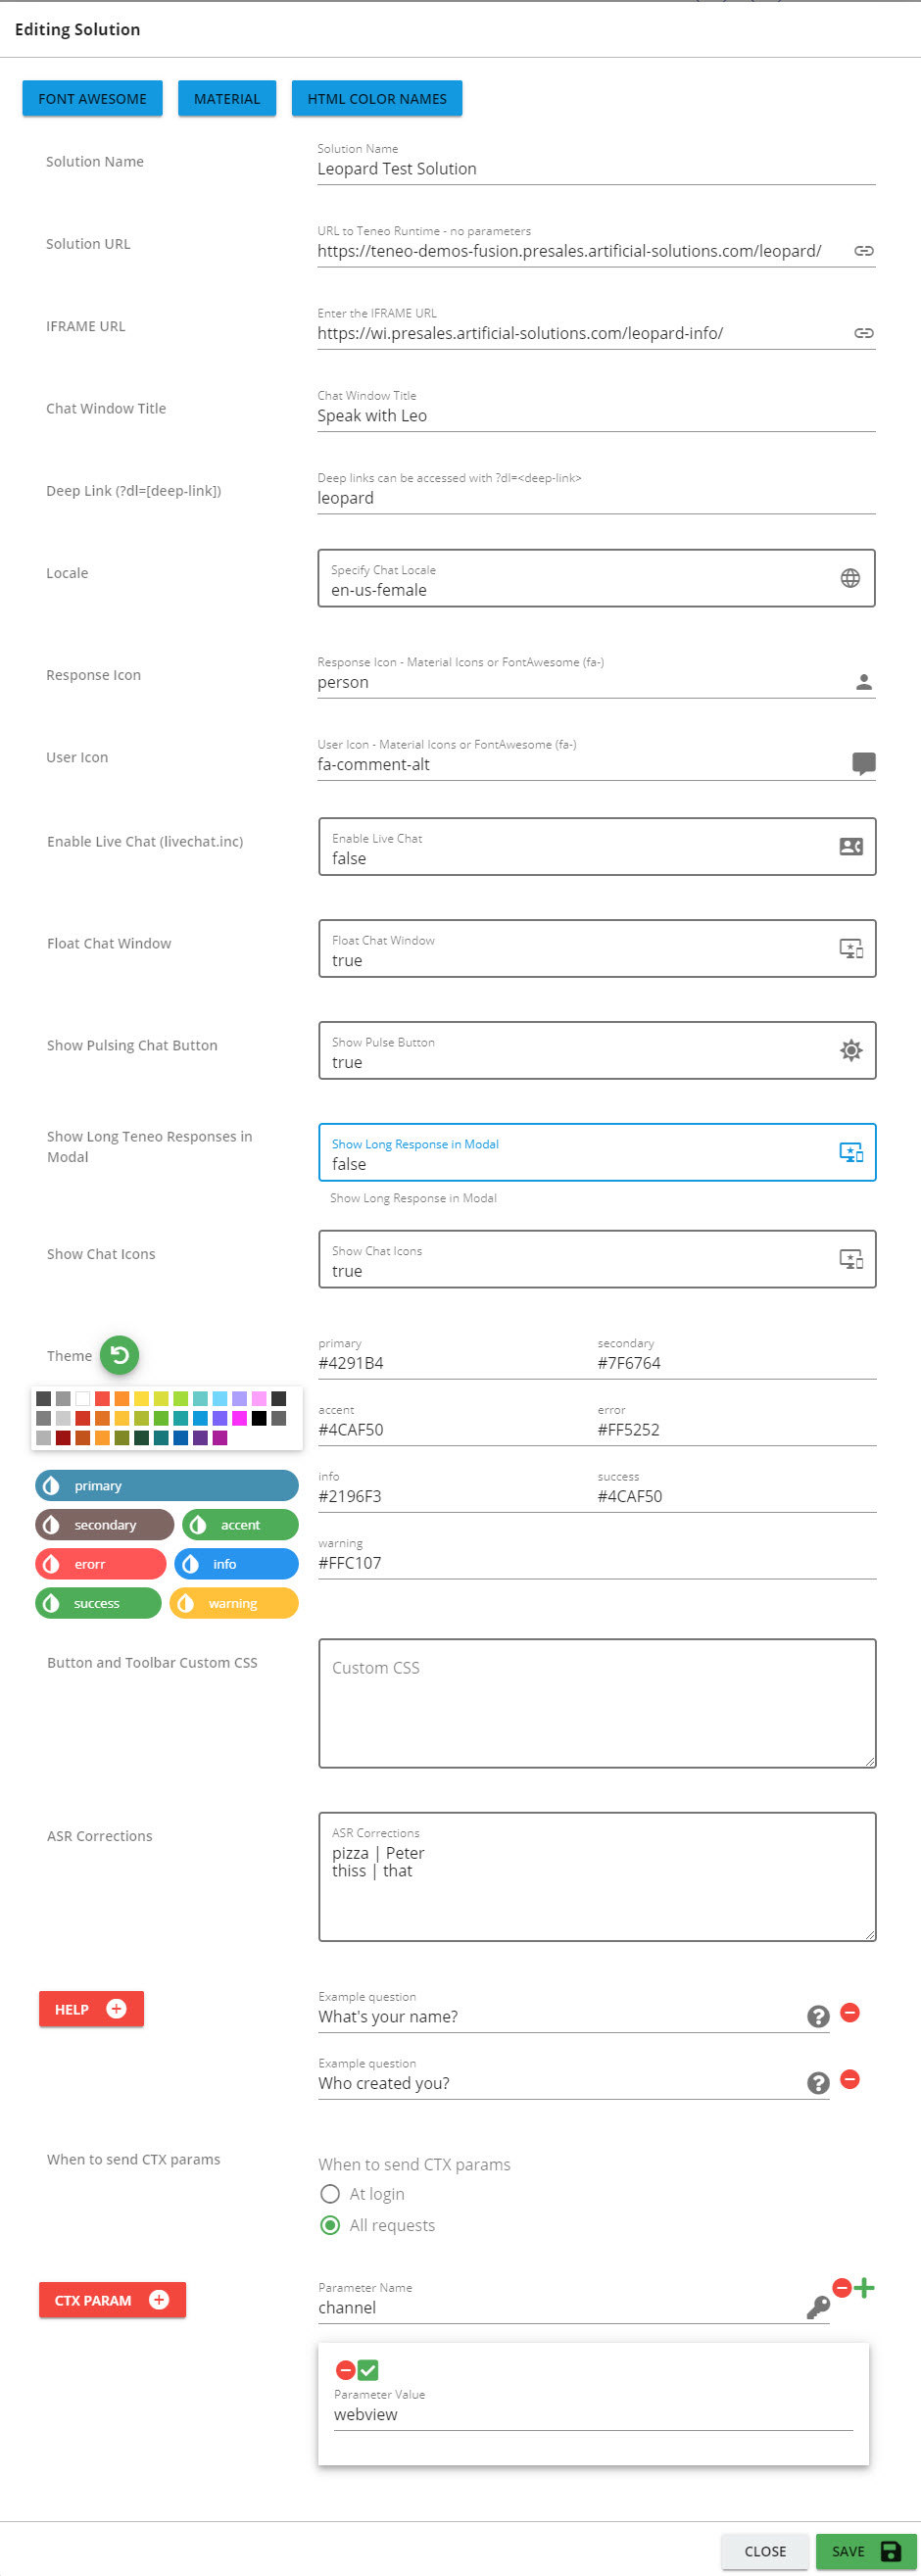 Editing Solution
FONT AWESOME MATERIAL HTML COLOR NAMES
Solution Name
Solution Name
Leopard Test Solution
Solution URL
URL to Teneo Runtime - no parameters
https://teneo-demos-fusion.presales.artificial-solutions.com/leopard/
IFRAME URL
Enter the IFRAME URL
https://wi.presales.artificial-solutions.com/leopard-info/
Chat Window Title
Chat Window Title
Speak with Leo
Deep Link (?dl=[deep-link])
Deep links can be accessed with ?dl=<deep-link>
leopard
Locale
Specify Chat Locale
en-us-female
Response Icon
Response Icon - Material Icons or FontAwesome (fa-)
person
User Icon
User Icon - Material Icons or FontAwesome (fa-)
fa-comment-alt
Enable Live Chat (livechat.inc)
Enable Live Chat
false
Float Chat Window
Float Chat Window
true
Show Pulsing Chat Button
Show Pulse Button
true
Show Long Teneo Responses in
Modal
Show Long Response in Modal
false
Show Long Response in Modal
Show Chat Icons
Show Chat Icons
true
Theme
primary secondary
#4291B4 #7F6764
accent error
#4CAF50 #FF5252
info success
#2196F3 #4CAF50
warning
#FFC107
primary
secondary accent
erorr info
success warning
Button and Toolbar Custom CSS
Custom CSS
ASR Corrections
ASR Corrections
pizza | Peter
thiss | that
HELP
Example question
What's your name?
Example question
Who created you?
When to send CTX params
When to send CTX params
At login
All requests
CTX PARAM
Parameter Name
channel
Parameter Value
webview
CLOSE SAVE